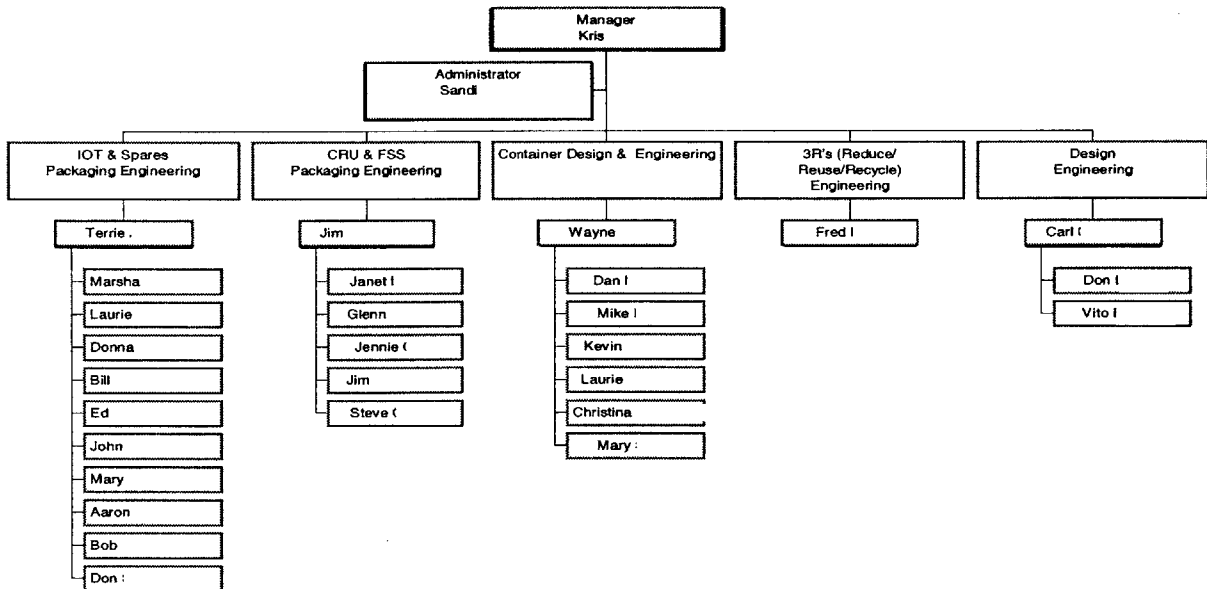 Manager
Kris
Administrator
Sandi
IOT & Spares
Packaging Engineering
CRU & FSS
Packaging Engineering
Container Design & Engineering
3R's (Reduce/
Reuse/Recycle)
Engineering
Design
Engineering
Terrie
Jim
Wayne
Fred
Carl
Marsha
Laurie
Donna
Bill
Ed
John
Mary
Aaron
Bob
Don
Janet
Glenn
Jennie
Jim
Steve
Dan
Mike
Kevin
Laurie
Christina
Mary
Don
Vito